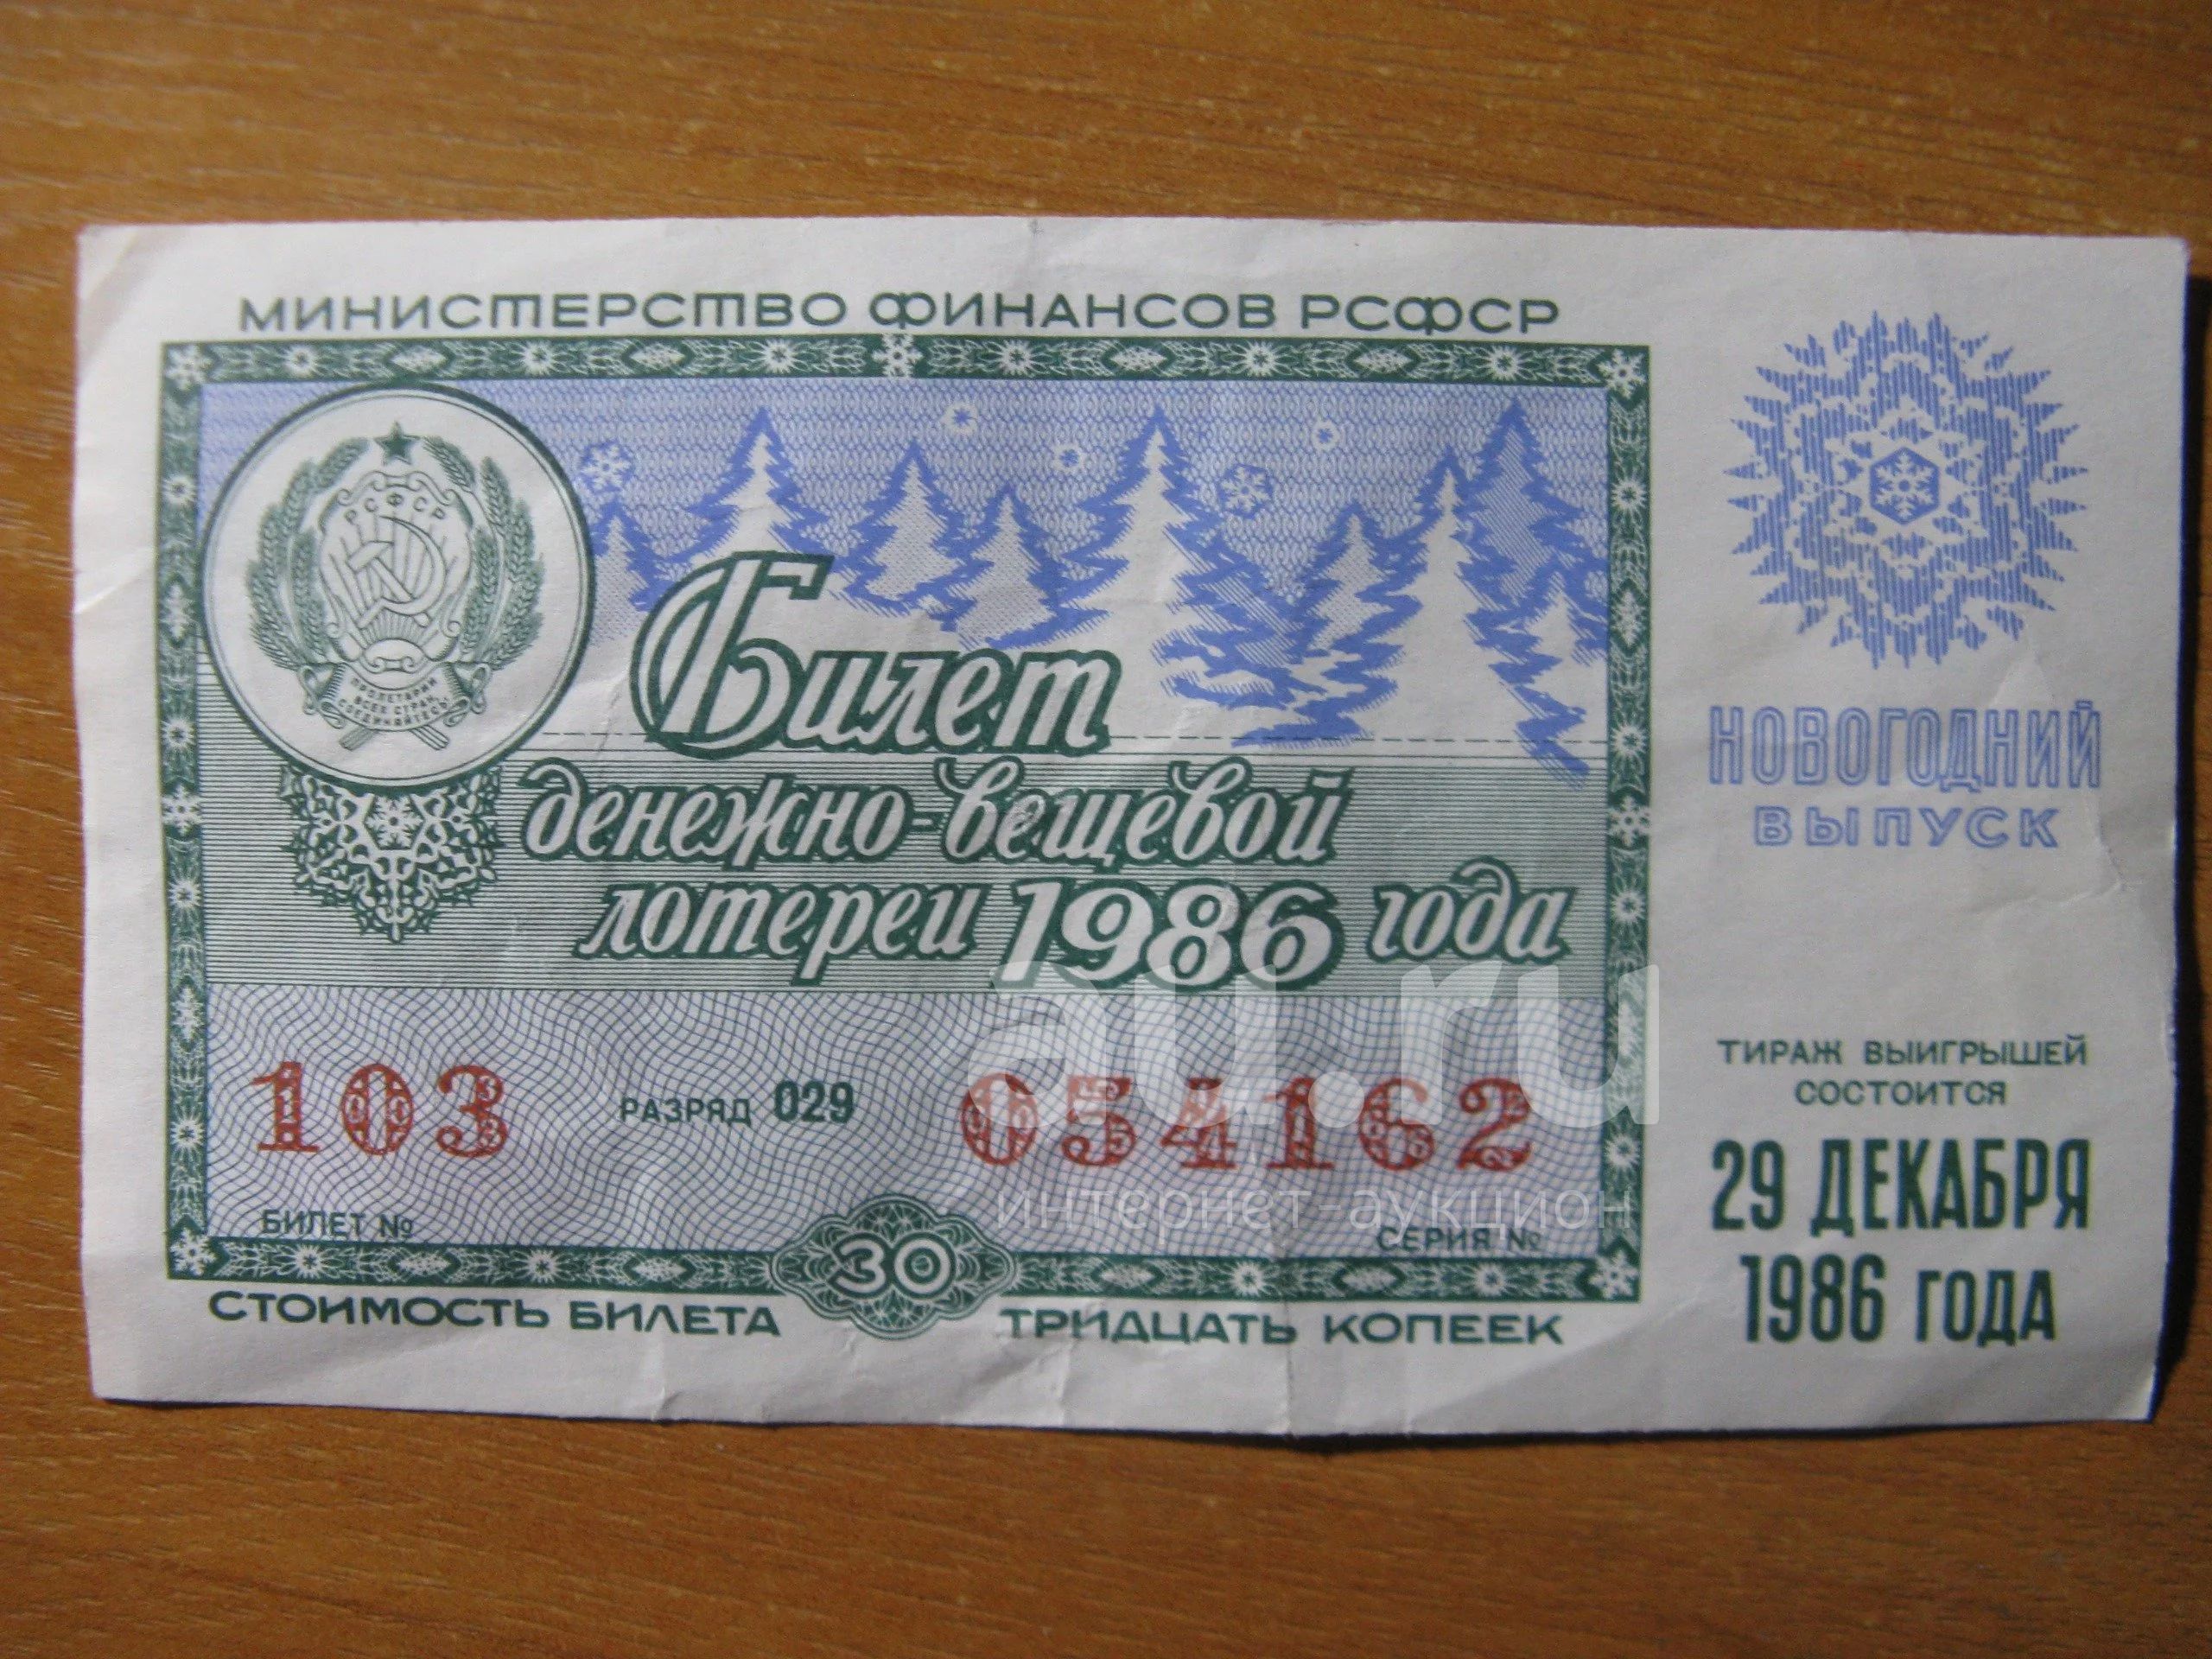 МИНИСТЕРСТВО ФИНАНСОВ РСФСР
РСФСР
ПРОЛЕТАРИИ
ВСЕХ СТРАН,
СОЕДИНЯЙТЕСЬ!
Билет
денежно-вещевой
лотереи 1986 года
103 РАЗРЯД 029 054162
БИЛЕТ № СЕРИЯ №
30
СТОИМОСТЬ БИЛЕТА ТРИДЦАТЬ КОПЕЕК
НОВОГОДНИЙ
ВЫПУСК
ТИРАЖ ВЫИГРЫШЕЙ
СОСТОИТСЯ
29 ДЕКАБРЯ
1986 ГОДА
au.ru
интернет-аукцион